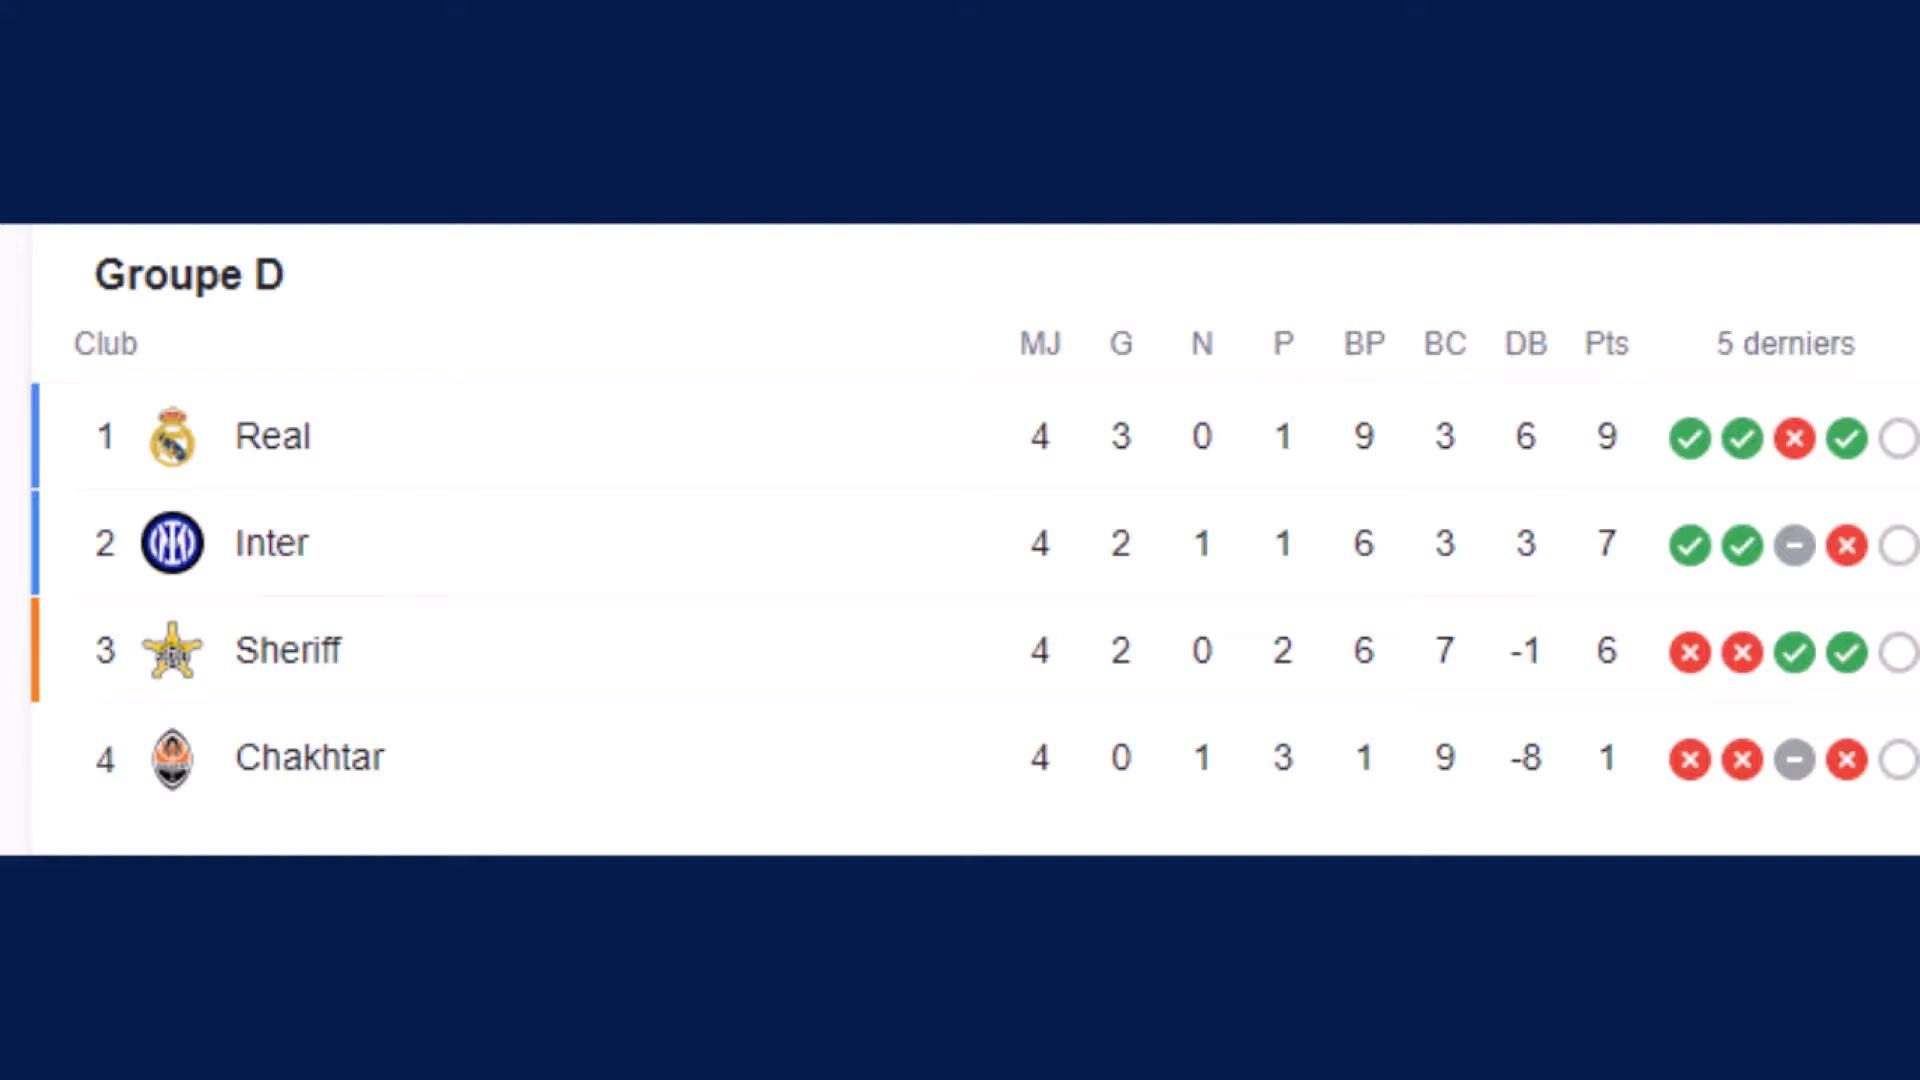 Groupe D
Club MJ G N P BP BC DB Pts 5 derniers
1 Real 4 3 0 1 9 3 6 9
2 Inter 4 2 1 1 6 3 3 7
3 Sheriff 4 2 0 2 6 7 -1 6
4 Chakhtar 4 0 1 3 1 9 -8 1